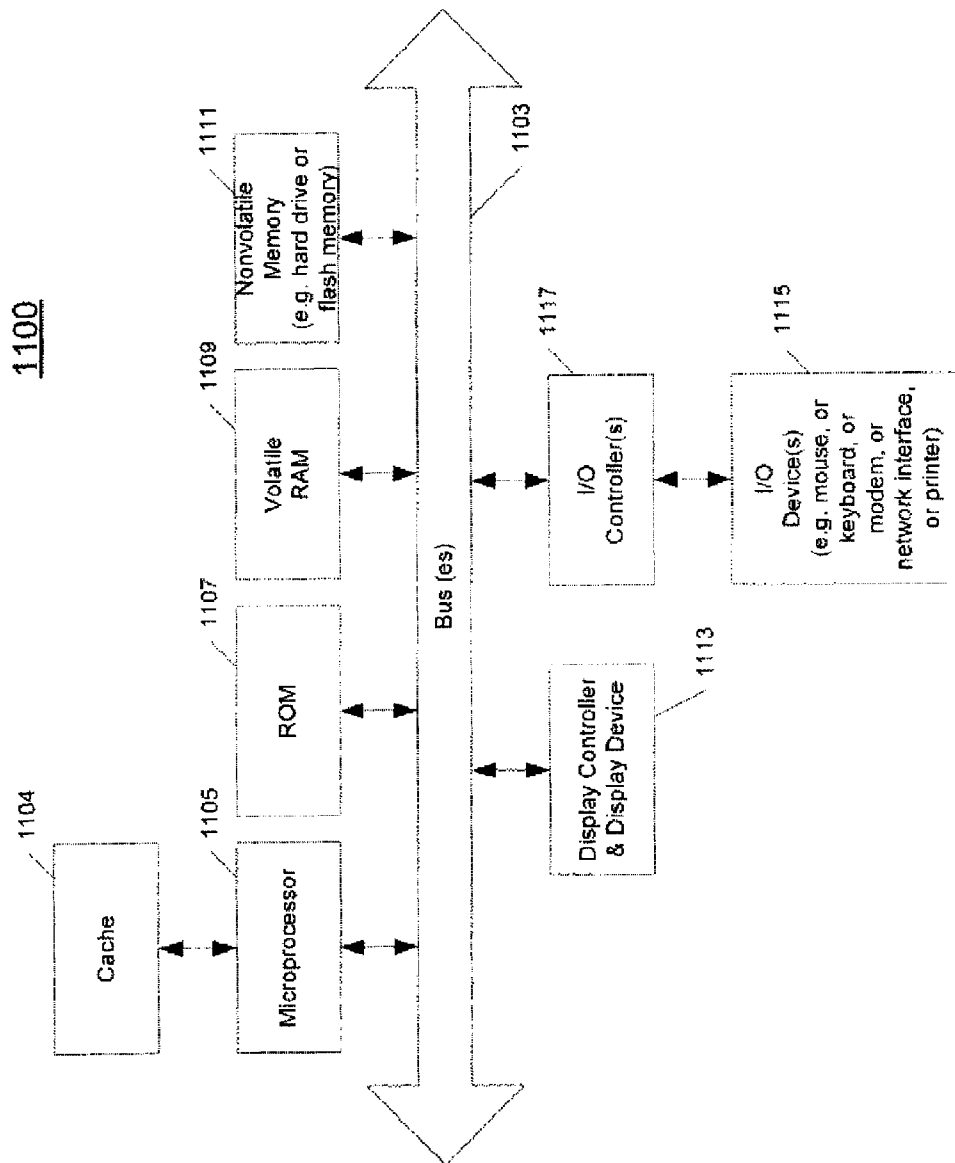 1100
1104
Cache
1105
Microprocessor
1107
ROM
1109
Volatile
RAM
1111
Nonvolatile
Memory
(e.g. hard drive or
flash memory)
Bus (es)
1103
Display Controller
& Display Device
1113
I/O
Controller(s)
1117
I/O
Device(s)
(e.g. mouse, or
keyboard, or
modem, or
network interface,
or printer)
1115